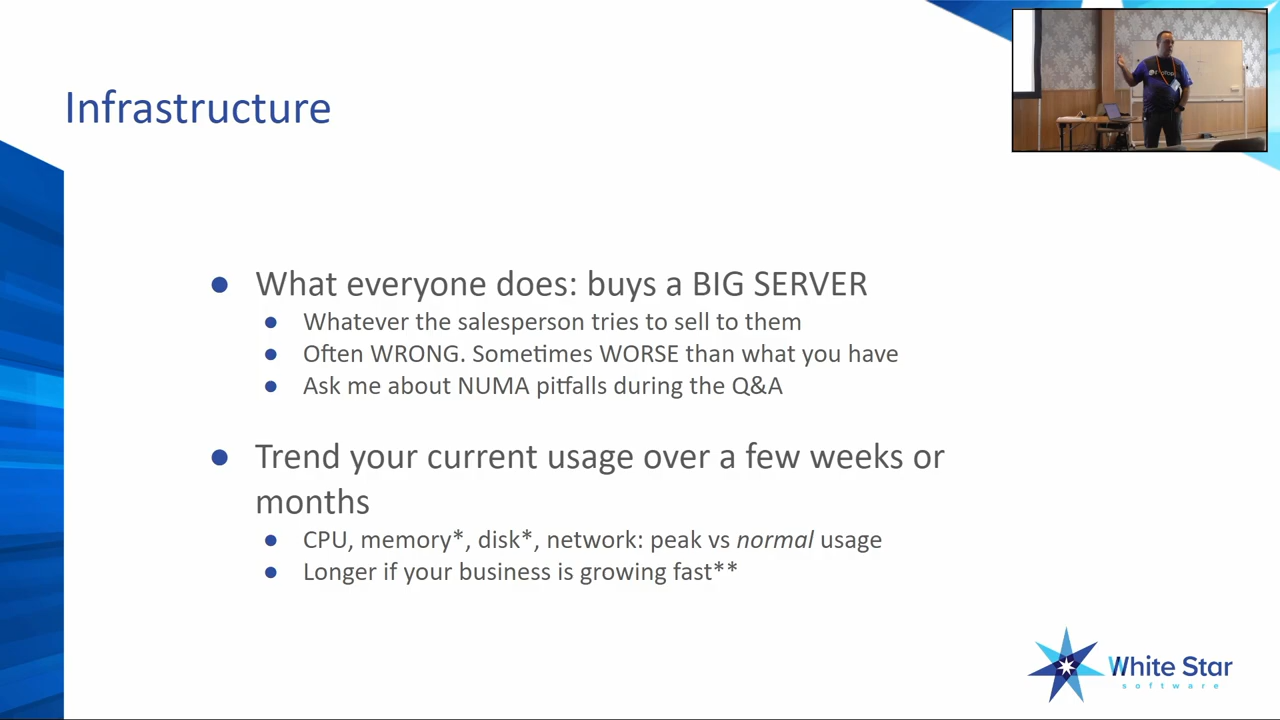 Infrastructure
● What everyone does: buys a BIG SERVER
● Whatever the salesperson tries to sell to them
● Often WRONG. Sometimes WORSE than what you have
● Ask me about NUMA pitfalls during the Q&A
● Trend your current usage over a few weeks or
months
● CPU, memory*, disk*, network: peak vs normal usage
● Longer if your business is growing fast**
White Star
software